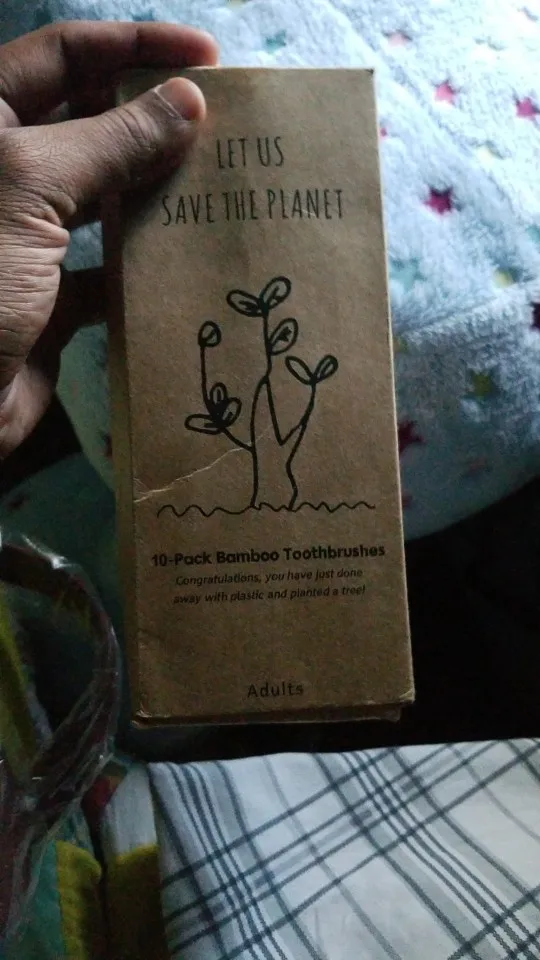 LET US
SAVE THE PLANET
10-Pack Bamboo Toothbrushes
Congratulations, you have just done
away with plastic and planted a tree!
Adults